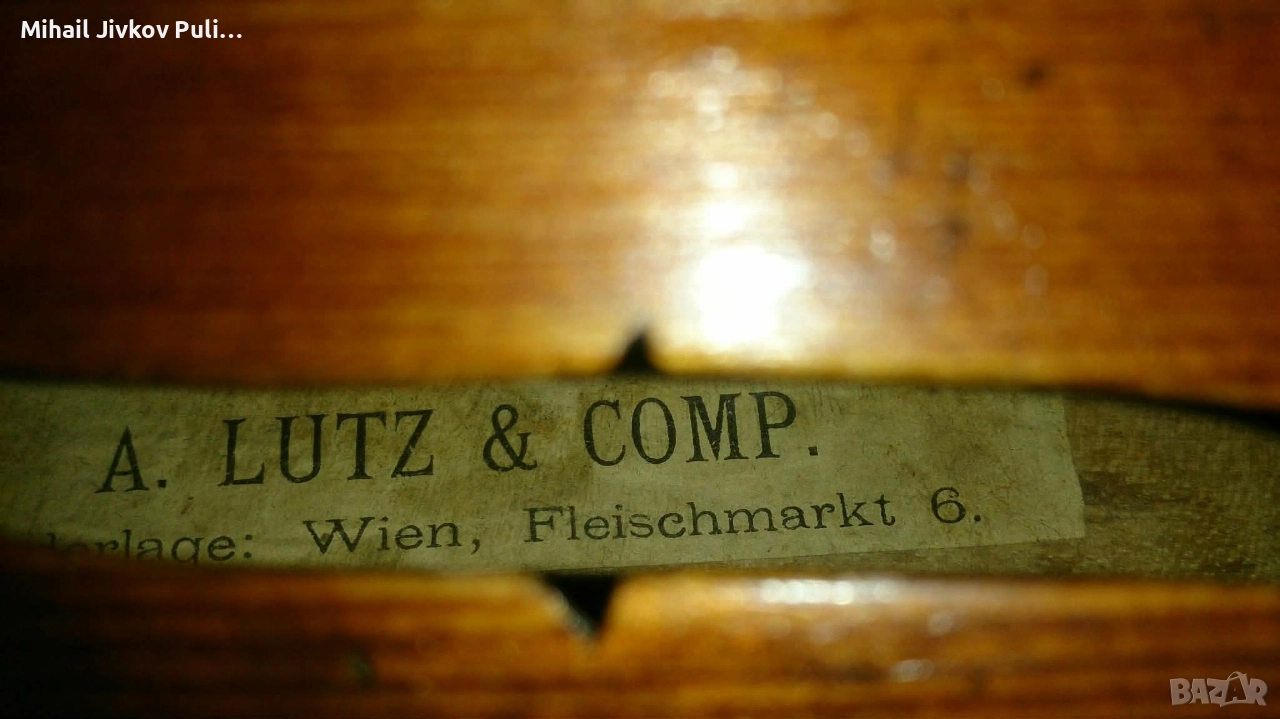 Mihail Jivkov Puli...
A. LUTZ & COMP.
Wien, Fleischmarkt 6.
BAZAR